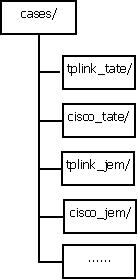 cases/
tplink_tate/
cisco_tate/
tplink_jem/
cisco_jem/
......